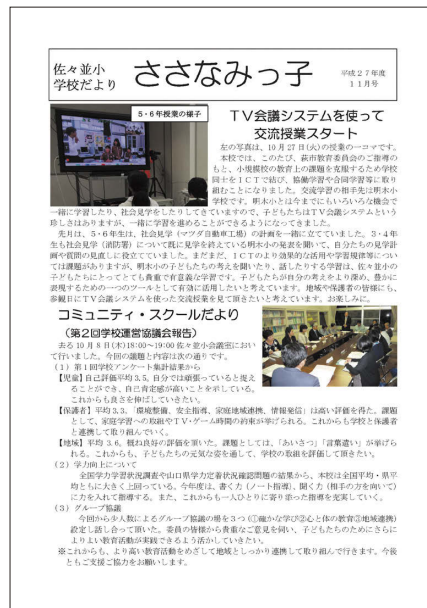 佐々並小
学校だより
ささなみっ子
平成27年度
11月号
5・6年授業の様子
TV会議システムを使って
交流授業スタート
左の写真は、10月27日(火)の授業の一コマです。
本校では、このたび、萩市教育委員会のご指導の
もと、小規模校の教育上の課題を克服するため学校
同士をICTで結び、協働学習や合同学習等に取り
組むことになりました。交流学習の相手先は明木小
学校です。明木小とは今までにもいろいろな機会で
一緒に学習したり、社会見学をしたりしてきていますので、子どもたちはTV会議システムという
珍しさはありますが、一緒に学習を進めることができるようになってきました。
先月は、5・6年生は、社会見学(マツダ自動車工場)の計画を一緒に立てていました。3・4年
生も社会見学(消防署)について既に見学を終えている明木小の発表を聞いて、自分たちの見学計
画や質問の見直しに役立てていました。まだまだ、ICTのより効果的な活用や学習規律等につい
ては課題がありますが、明木小の子どもたちの考えを聞いたり、話したりする学習は、佐々並小の
子どもたちにとってとても貴重で有意義な学習です。子どもたちが自分の考えをより深め、豊かに
表現するための一つのツールとして有効に活用したいと考えています。地域や保護者の皆様にも、
参観日にTV会議システムを使った交流授業を見て頂きたいと考えています。お楽しみに。
コミュニティ・スクールだより
(第2回学校運営協議会報告)
去る10月8日(木)18:00～19:00佐々並小会議室におい
て行いました。今回の議題と内容は次の通りです。
(1)第1回学校アンケート集計結果から
【児童】自己評価平均3.5。自分では頑張っていると捉え
ることができ、自己肯定感が高いことを示している。
これからも良さを伸ばしていきたい。
【保護者】平均3.3。「環境整備、安全指導、家庭地域連携、情報発信」は高い評価を得た。課題
として、家庭学習への取組やTV・ゲーム時間の約束が挙げられる。これからも学校と保護者
と連携して取り組んでいく。
【地域】平均3.6。概ね良好の評価を頂いた。課題としては、「あいさつ」「言葉遣い」が挙げら
れる。これからも、子どもたちの元気な姿を通して、学校の取組を評価して頂きたい。
(2)学力向上について
全国学力学習状況調査や山口県学力定着状況確認問題の結果から、本校は全国平均・県平
均ともに大きく上回っている。今年度は、書く力(ノート指導)、聞く力(相手の方を向いて)
に力を入れて指導する。また、これからも一人ひとりに寄り添った指導を充実していく。
(3)グループ協議
今回から少人数によるグループ協議の場を3つ(①確かな学び②心と体の教育③地域連携)
設定し話し合って頂いた。委員の皆様から貴重なご意見を伺い、子どもたちのためにさらに
よりよい教育活動が実践できるよう活かしていきたい。
※これからも、より高い教育活動をめざして地域としっかり連携して取り組んで行きます。今後
ともご支援ご協力をお願いします。